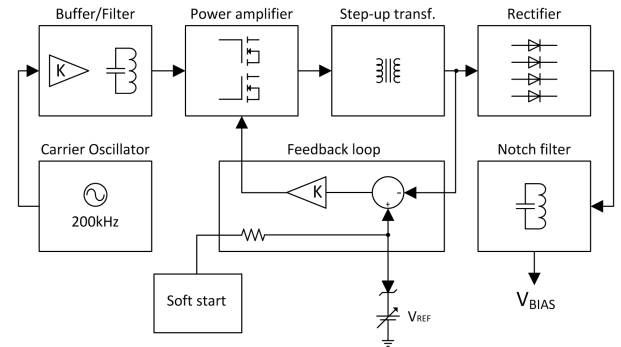 Buffer/Filter
Power amplifier
Step-up transf.
Rectifier
K
Carrier Oscillator
Feedback loop
Notch filter
200kHz
K
-
+
Soft start
VREF
VBIAS